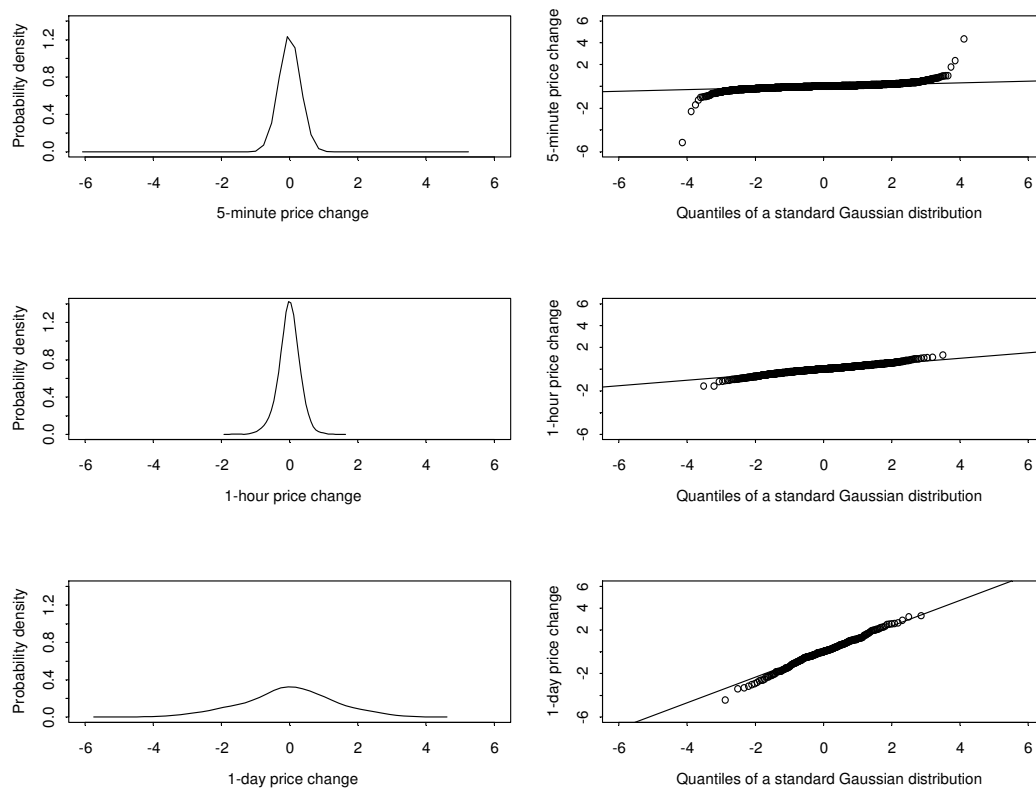 Probability density
0.0 0.4 0.8 1.2
-6 -4 -2 0 2 4 6
5-minute price change
5-minute price change
-6 -2 0 2 4 6
-6 -4 -2 0 2 4 6
Quantiles of a standard Gaussian distribution
Probability density
0.0 0.4 0.8 1.2
-6 -4 -2 0 2 4 6
1-hour price change
1-hour price change
-6 -2 0 2 4 6
-6 -4 -2 0 2 4 6
Quantiles of a standard Gaussian distribution
Probability density
0.0 0.4 0.8 1.2
-6 -4 -2 0 2 4 6
1-day price change
1-day price change
-6 -2 0 2 4 6
-6 -4 -2 0 2 4 6
Quantiles of a standard Gaussian distribution